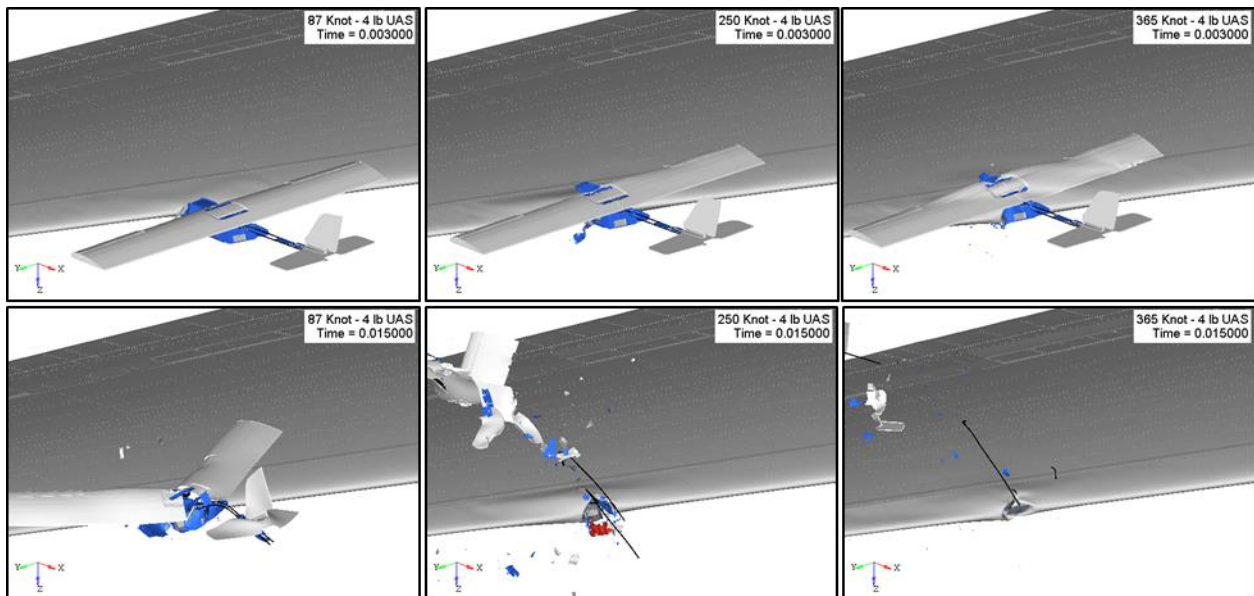 87 Knot - 4 lb UAS
Time = 0.003000
Y
X
Z
250 Knot - 4 lb UAS
Time = 0.003000
Y
X
Z
365 Knot - 4 lb UAS
Time = 0.003000
Y
X
Z
87 Knot - 4 lb UAS
Time = 0.015000
Y
X
Z
250 Knot - 4 lb UAS
Time = 0.015000
Y
X
Z
365 Knot - 4 lb UAS
Time = 0.015000
Y
X
Z